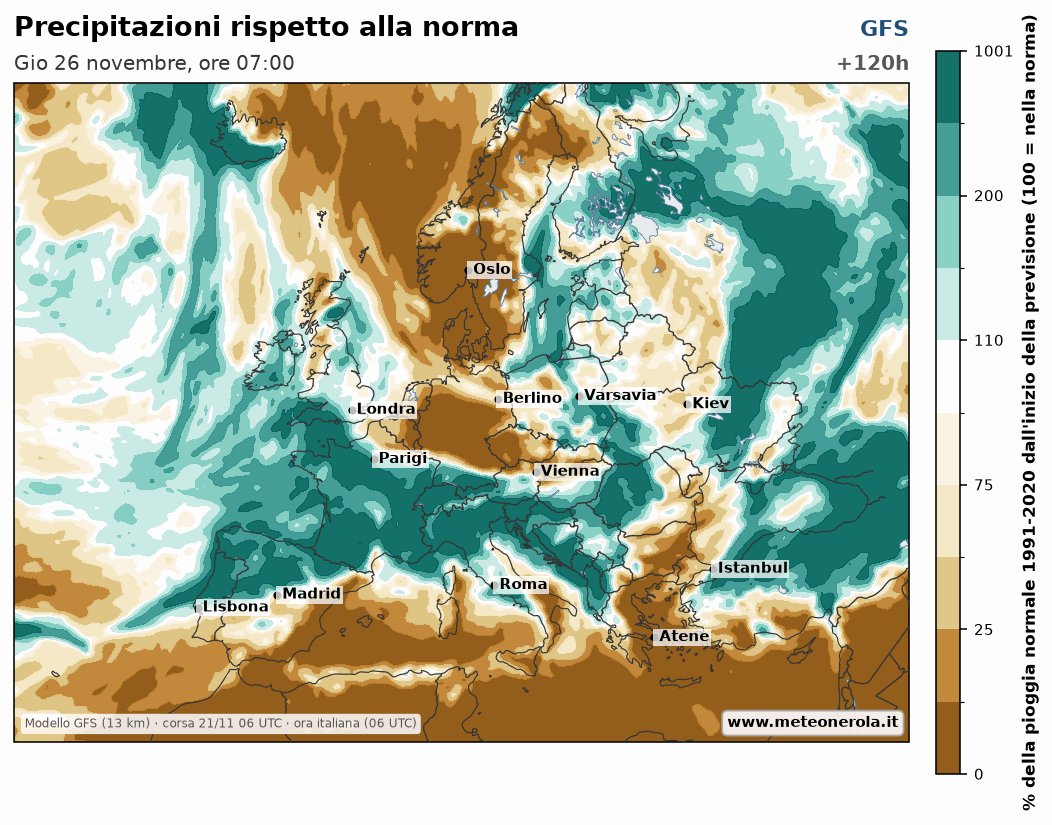 Precipitazioni rispetto alla norma
GFS
Gio 26 novembre, ore 07:00
+120h
Oslo
Berlino
Varsavia
Kiev
Londra
Parigi
Vienna
Istanbul
Roma
Madrid
Lisbona
Atene
Modello GFS (13 km) · corsa 21/11 06 UTC · ora italiana (06 UTC)
www.meteonerola.it
1001
200
110
75
25
0
% della pioggia normale 1991-2020 dall'inizio della previsione (100 = nella norma)